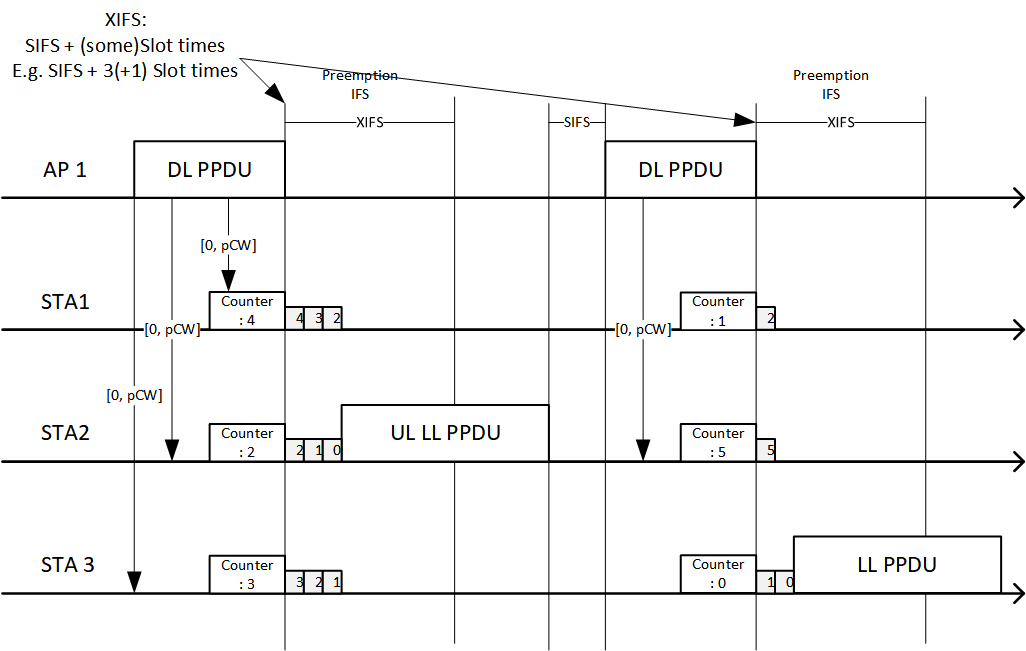 XIFS:
SIFS + (some)Slot times
E.g. SIFS + 3(+1) Slot times
Preemption
IFS
Preemption
IFS
XIFS
SIFS
XIFS
AP 1
DL PPDU
DL PPDU
[0, pCW]
STA1
Counter
: 4
4 3 2
Counter
: 1
2
[0, pCW]
[0, pCW]
[0, pCW]
STA2
Counter
: 2
2 1 0
UL LL PPDU
Counter
: 5
5
STA 3
Counter
: 3
3 2 1
Counter
: 0
1 0
LL PPDU